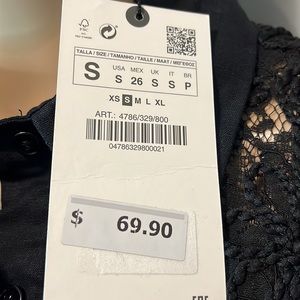 FSC
TALLA / SIZE / TAMANHO / TAILLE / MAAT / ΜΕΓΕΘΟΣ
S
USA MEX UK IT BR
S 26 S S P
XS S M L XL
ART.: 4786/329/800
04786329800021
$ 69.90